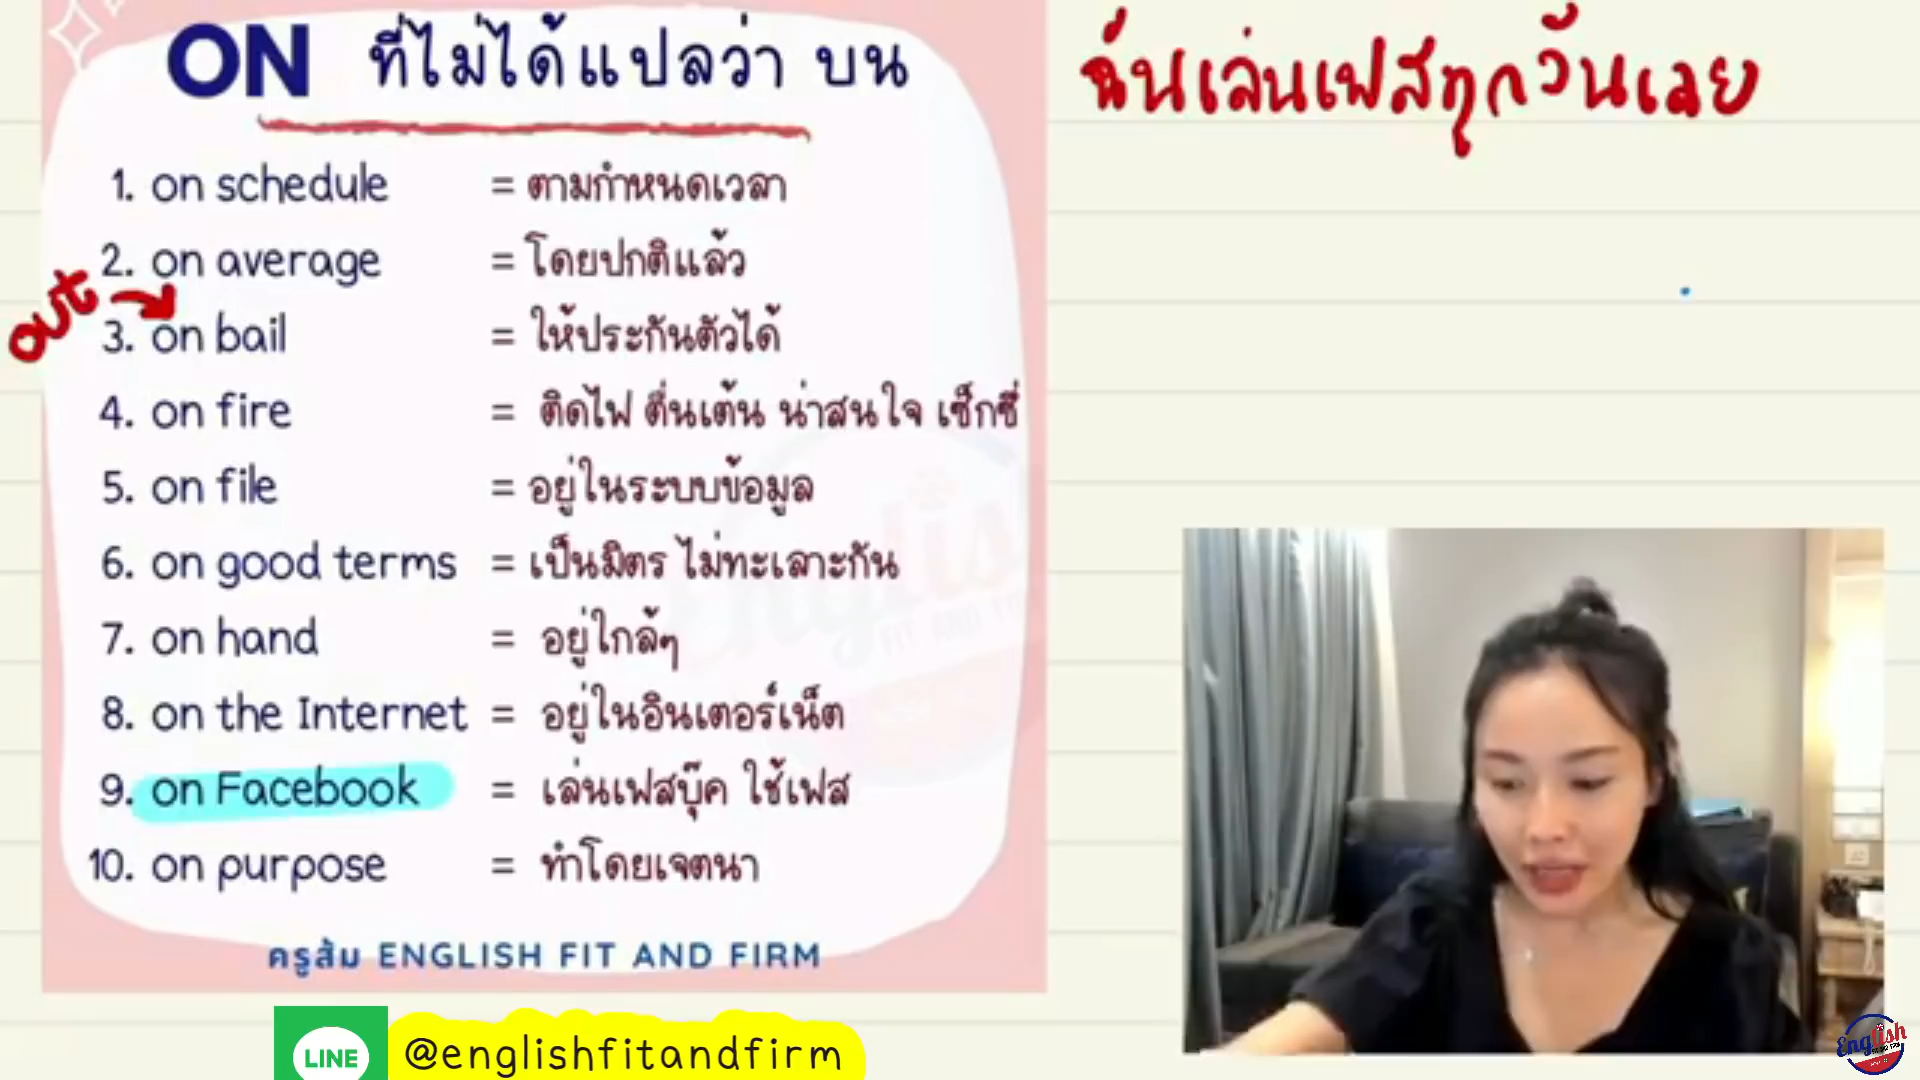 ON ที่ไม่ได้แปลว่า บน
1. on schedule = ตามกำหนดเวลา
2. on average = โดยปกติแล้ว
out
3. on bail = ให้ประกันตัวได้
4. on fire = ติดไฟ ตื่นเต้น น่าสนใจ เซ็กซี่
5. on file = อยู่ในระบบข้อมูล
6. on good terms = เป็นมิตร ไม่ทะเลาะกัน
7. on hand = อยู่ใกล้ๆ
8. on the Internet = อยู่ในอินเตอร์เน็ต
9. on Facebook = เล่นเฟสบุ๊ค ใช้เฟส
10. on purpose = ทำโดยเจตนา
ครูส้ม ENGLISH FIT AND FIRM
LINE @englishfitandfirm
ฉันเล่นเฟสทุกวันเลย
English